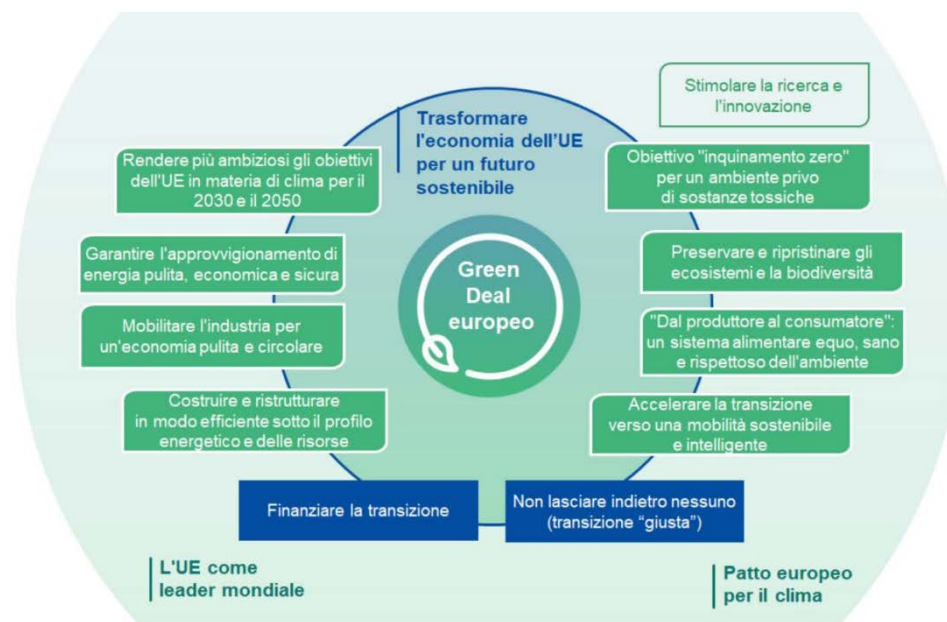 Trasformare
l'economia dell'UE
per un futuro
sostenibile
Stimolare la ricerca e
l'innovazione
Rendere più ambiziosi gli obiettivi
dell'UE in materia di clima per il
2030 e il 2050
Garantire l'approvvigionamento di
energia pulita, economica e sicura
Mobilitare l'industria per
un'economia pulita e circolare
Costruire e ristrutturare
in modo efficiente sotto il profilo
energetico e delle risorse
Green
Deal
europeo
Obiettivo "inquinamento zero"
per un ambiente privo
di sostanze tossiche
Preservare e ripristinare gli
ecosistemi e la biodiversità
"Dal produttore al consumatore":
un sistema alimentare equo, sano
e rispettoso dell'ambiente
Accelerare la transizione
verso una mobilità sostenibile
e intelligente
Finanziare la transizione
Non lasciare indietro nessuno
(transizione “giusta”)
L'UE come
leader mondiale
Patto europeo
per il clima